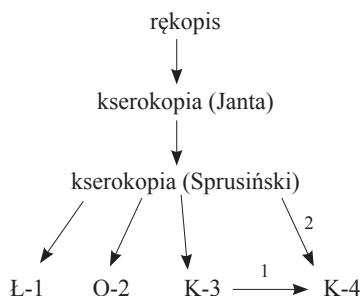 rękopis
kserokopia (Janta)
kserokopia (Sprusiński)
2
1
Ł-1 O-2 K-3 K-4